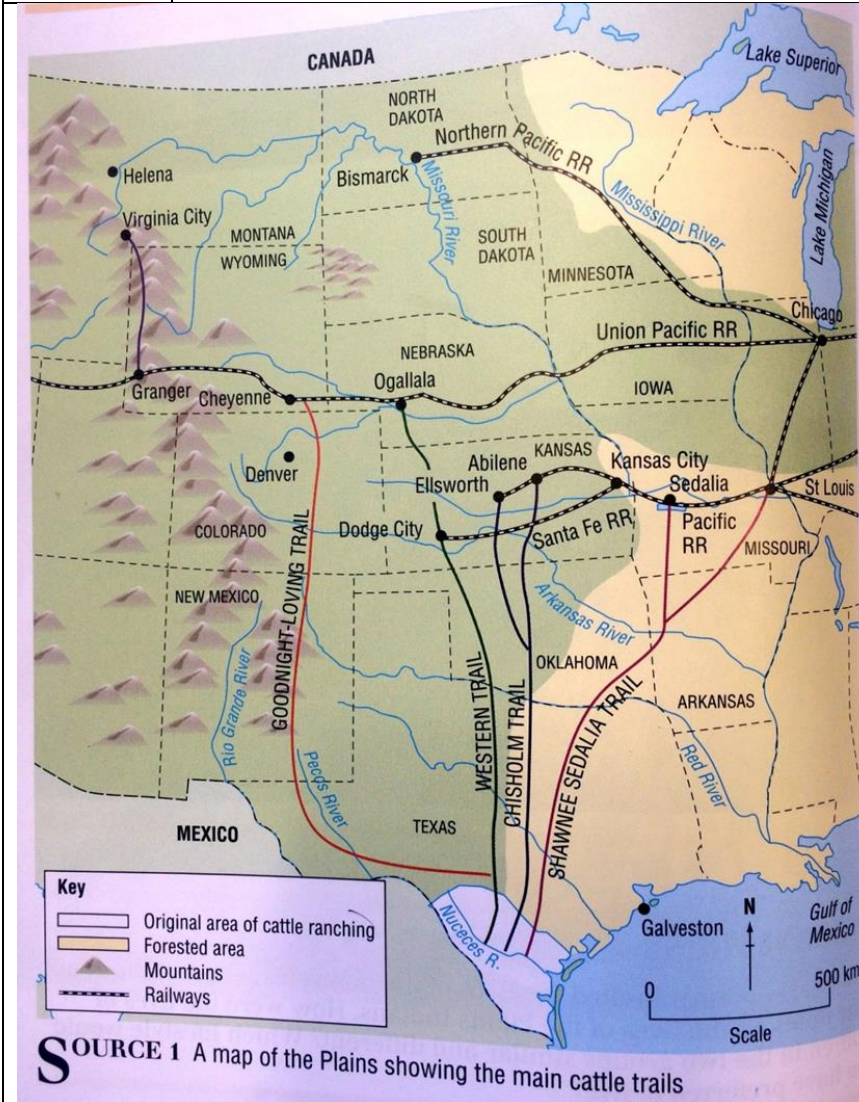 CANADA
Lake Superior
NORTH
DAKOTA
Northern Pacific RR
Helena
Bismarck
Missouri River
Mississippi River
Lake Michigan
Virginia City
MONTANA
WYOMING
SOUTH
DAKOTA
MINNESOTA
Chicago
Union Pacific RR
NEBRASKA
Granger
Cheyenne
Ogallala
IOWA
Denver
Abilene
KANSAS
Kansas City
Ellsworth
Sedalia
St Louis
COLORADO
Dodge City
Santa Fe RR
Pacific
RR
MISSOURI
NEW MEXICO
GOODNIGHT-LOVING TRAIL
Arkansas River
OKLAHOMA
Rio Grande River
WESTERN TRAIL
CHISHOLM TRAIL
SHAWNEE SEDALIA TRAIL
ARKANSAS
Red River
Pecos River
MEXICO
TEXAS
Key
Original area of cattle ranching
Forested area
Mountains
Railways
Nuceces R.
Galveston
N
Gulf of
Mexico
0
500 km
Scale
SOURCE 1 A map of the Plains showing the main cattle trails